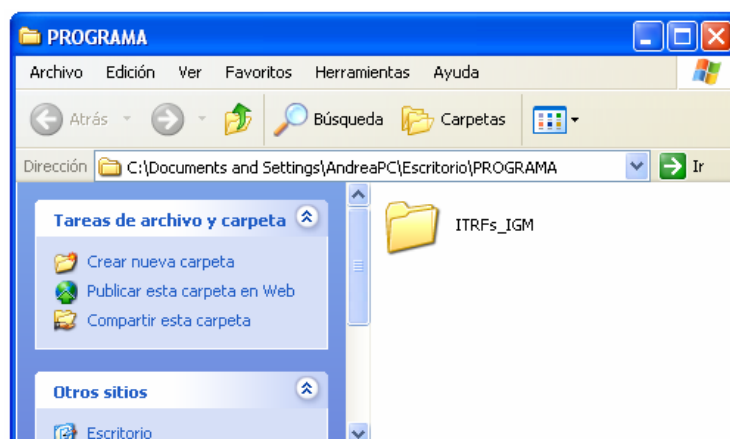 PROGRAMA
Archivo Edición Ver Favoritos Herramientas Ayuda
Atrás Búsqueda Carpetas
Dirección C:\Documents and Settings\AndreaPC\Escritorio\PROGRAMA Ir
Tareas de archivo y carpeta
Crear nueva carpeta
Publicar esta carpeta en Web
Compartir esta carpeta
Otros sitios
Escritorio
ITRFs_IGM